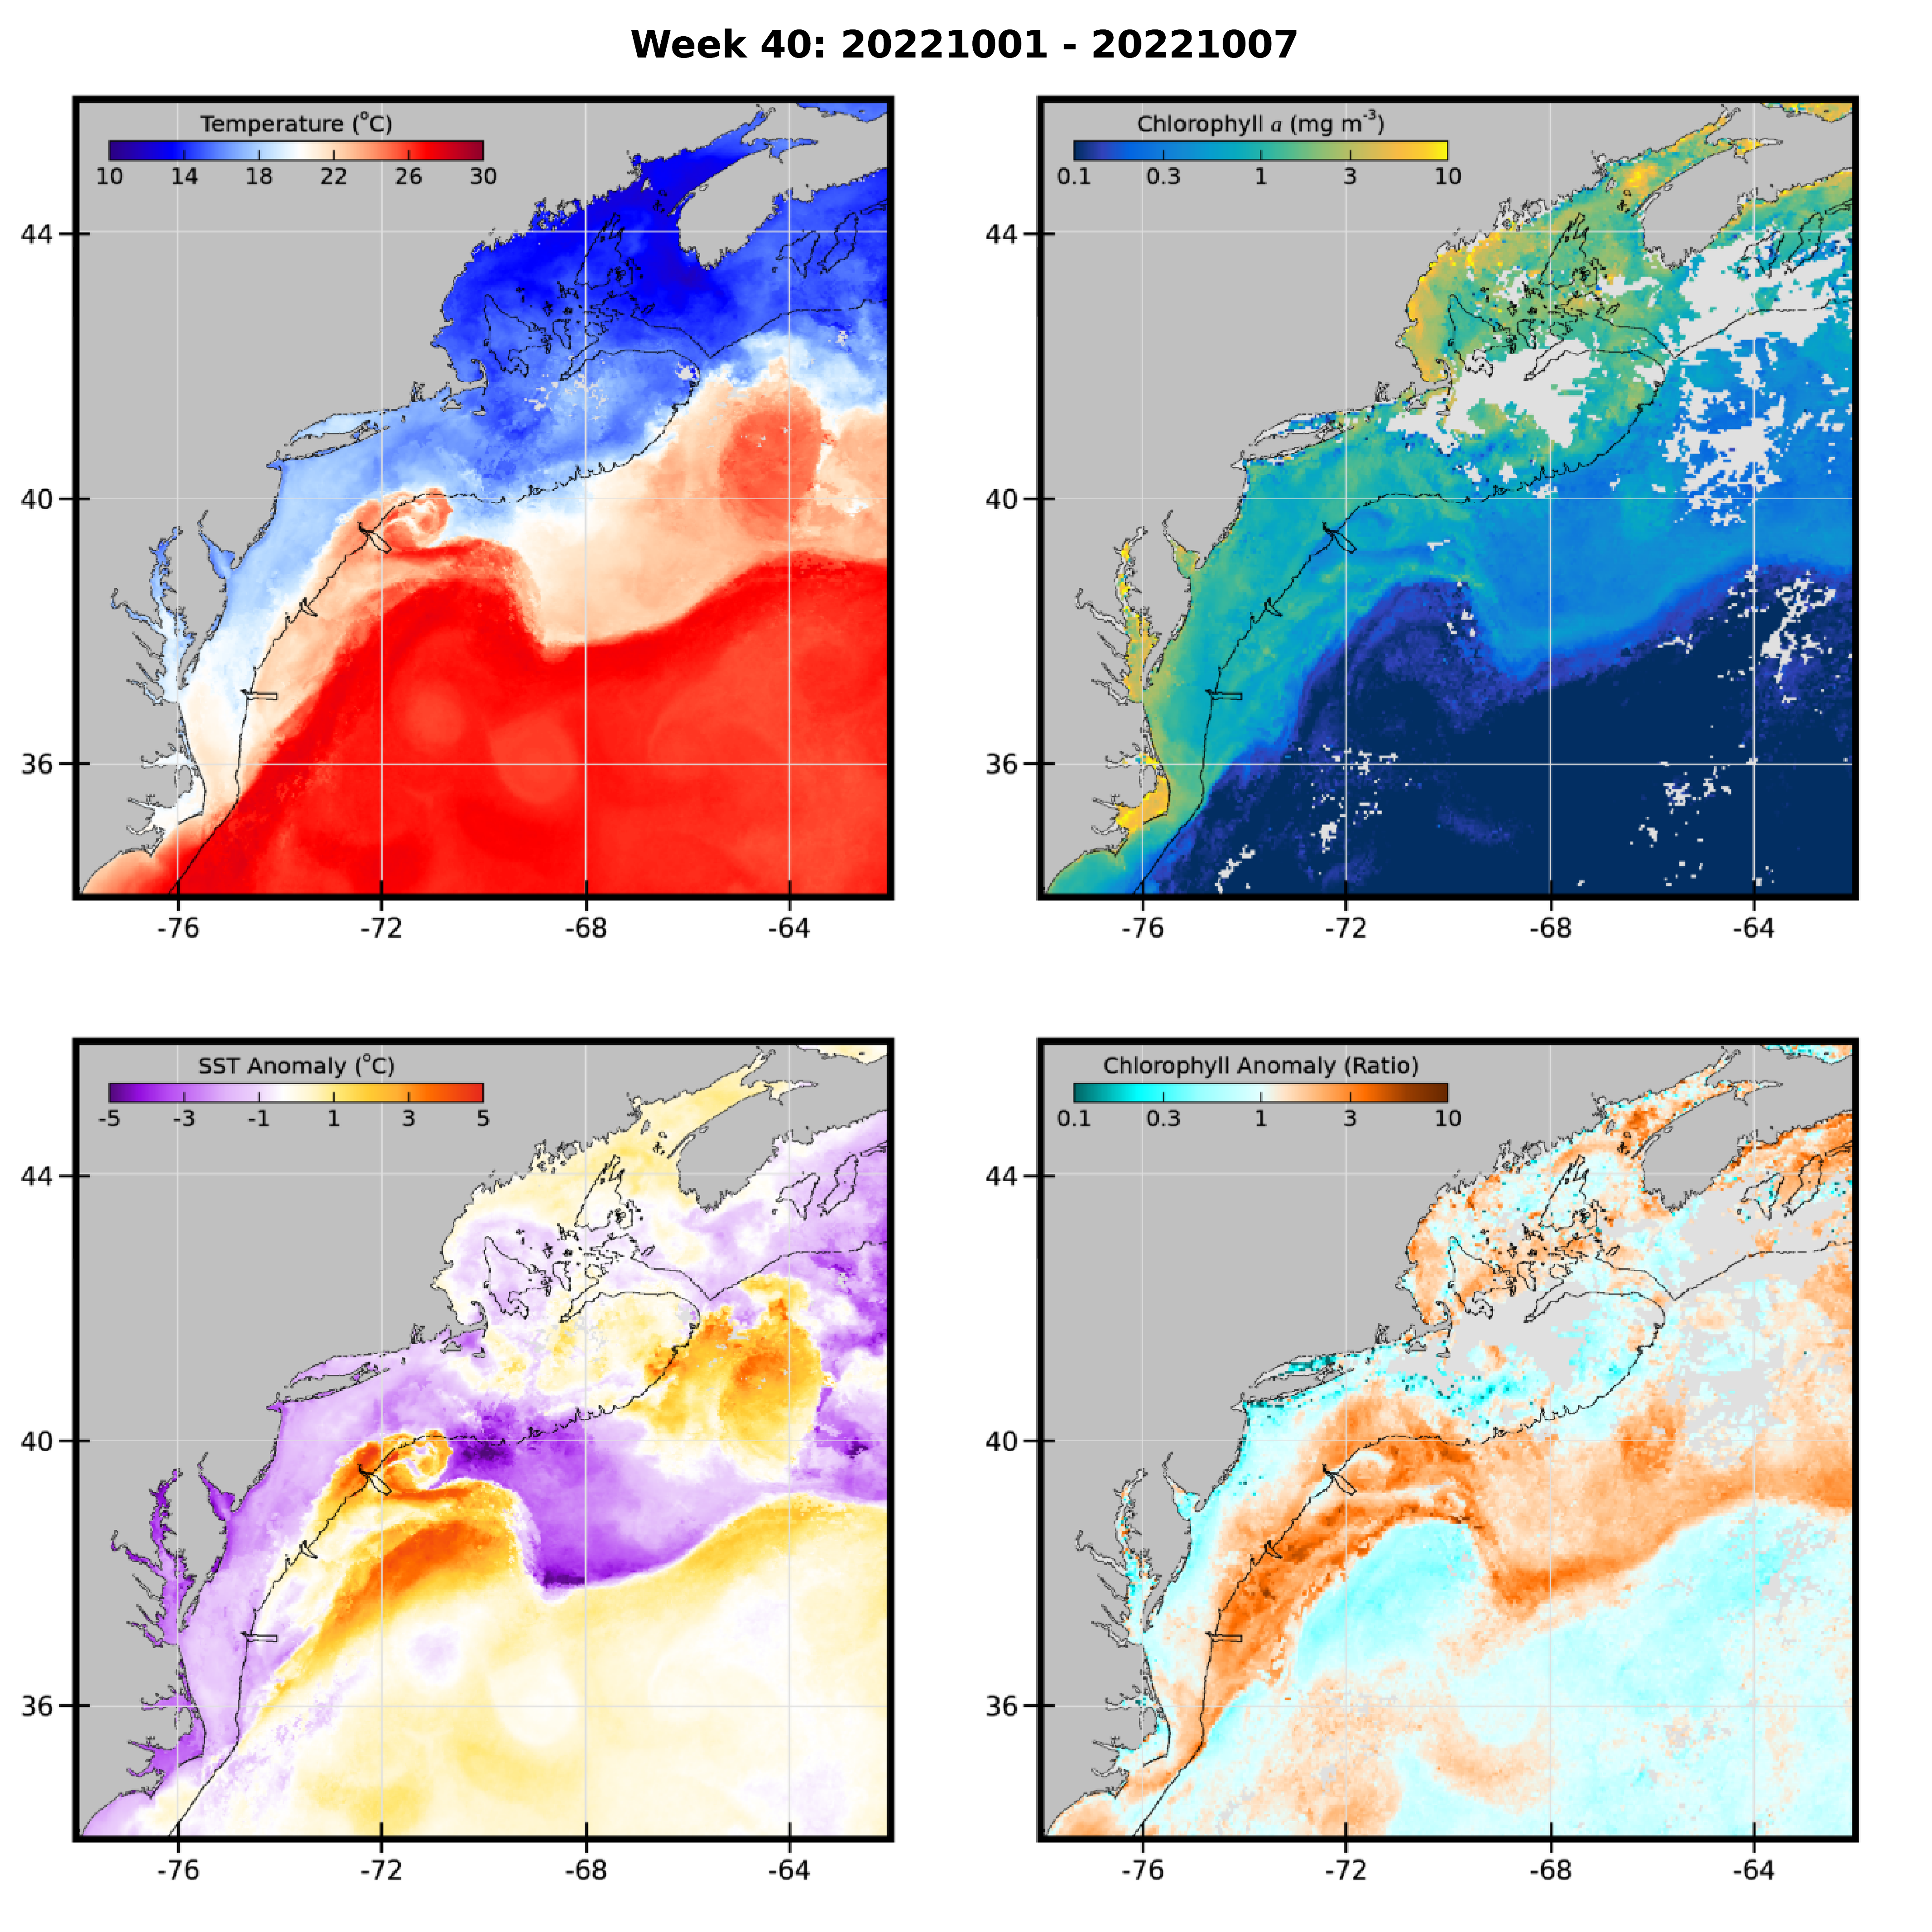 Week 40: 20221001 - 20221007
Temperature (°C)
10 14 18 22 26 30
44
40
36
-76 -72 -68 -64
Chlorophyll a (mg m⁻³)
0.1 0.3 1 3 10
44
40
36
-76 -72 -68 -64
SST Anomaly (°C)
-5 -3 -1 1 3 5
44
40
36
-76 -72 -68 -64
Chlorophyll Anomaly (Ratio)
0.1 0.3 1 3 10
44
40
36
-76 -72 -68 -64